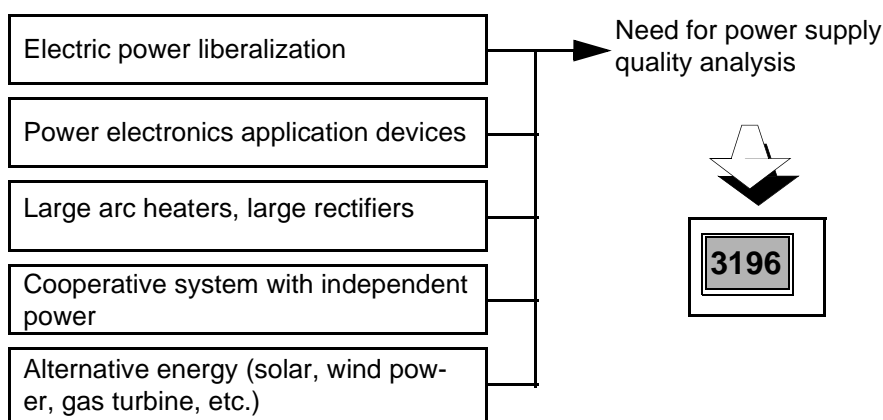 Electric power liberalization
Need for power supply
quality analysis
Power electronics application devices
Large arc heaters, large rectifiers
Cooperative system with independent
power
Alternative energy (solar, wind pow-
er, gas turbine, etc.)
3196